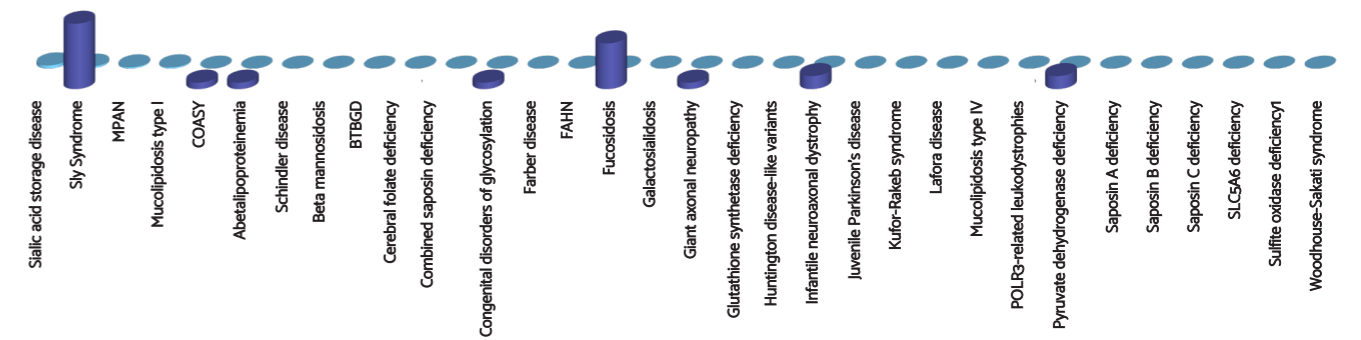 Sialic acid storage disease
Sly Syndrome
MPAN
Mucolipidosis type I
COASY
Abetalipoproteinemia
Schindler disease
Beta mannosidosis
BTBGD
Cerebral folate deficiency
Combined saposin deficiency
Congenital disorders of glycosylation
Farber disease
FAHN
Fucosidosis
Galactosialidosis
Giant axonal neuropathy
Glutathione synthetase deficiency
Huntington disease-like variants
Infantile neuroaxonal dystrophy
Juvenile Parkinson's disease
Kufor-Rakeb syndrome
Lafora disease
Mucolipidosis type IV
POLR3-related leukodystrophies
Pyruvate dehydrogenase deficiency
Saposin A deficiency
Saposin B deficiency
Saposin C deficiency
SLC5A6 deficiency
Sulfite oxidase deficiency1
Woodhouse-Sakati syndrome